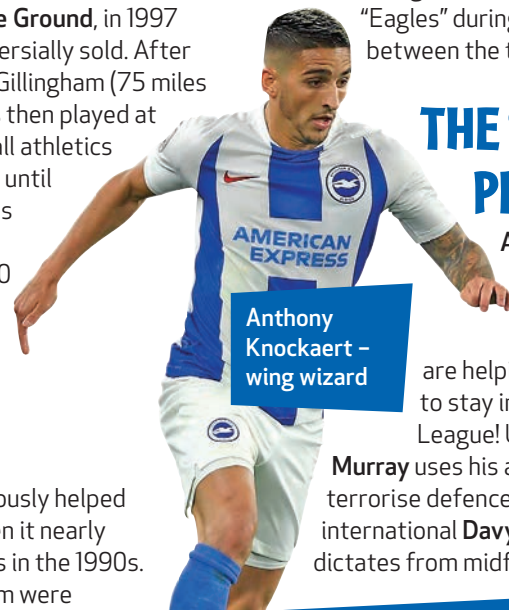 e Ground, in 1997
ersially sold. After
Gillingham (75 miles
s then played at
all athletics
until
s
0
ously helped
en it nearly
s in the 1990s.
m were
AMERICAN
EXPRESS
Anthony
Knockaert –
wing wizard
“Eagles” during
between the t
THE
PE
A
are help
to stay in
League! U
Murray uses his a
terrorise defence
international Davy
dictates from midf